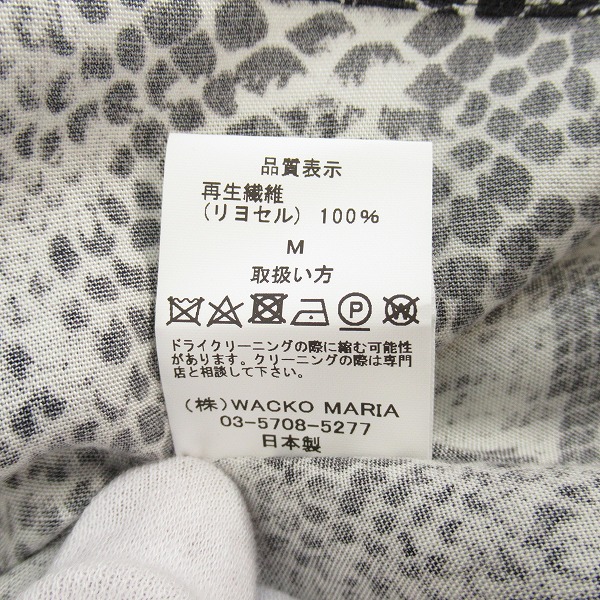 品質表示
再生繊維
(リヨセル) 100%
M
取扱い方
P W
ドライクリーニングの際に縮む可能性
があります。クリーニングの際は専門
店と相談して下さい。
(株)WACKO MARIA
03-5708-5277
日本製